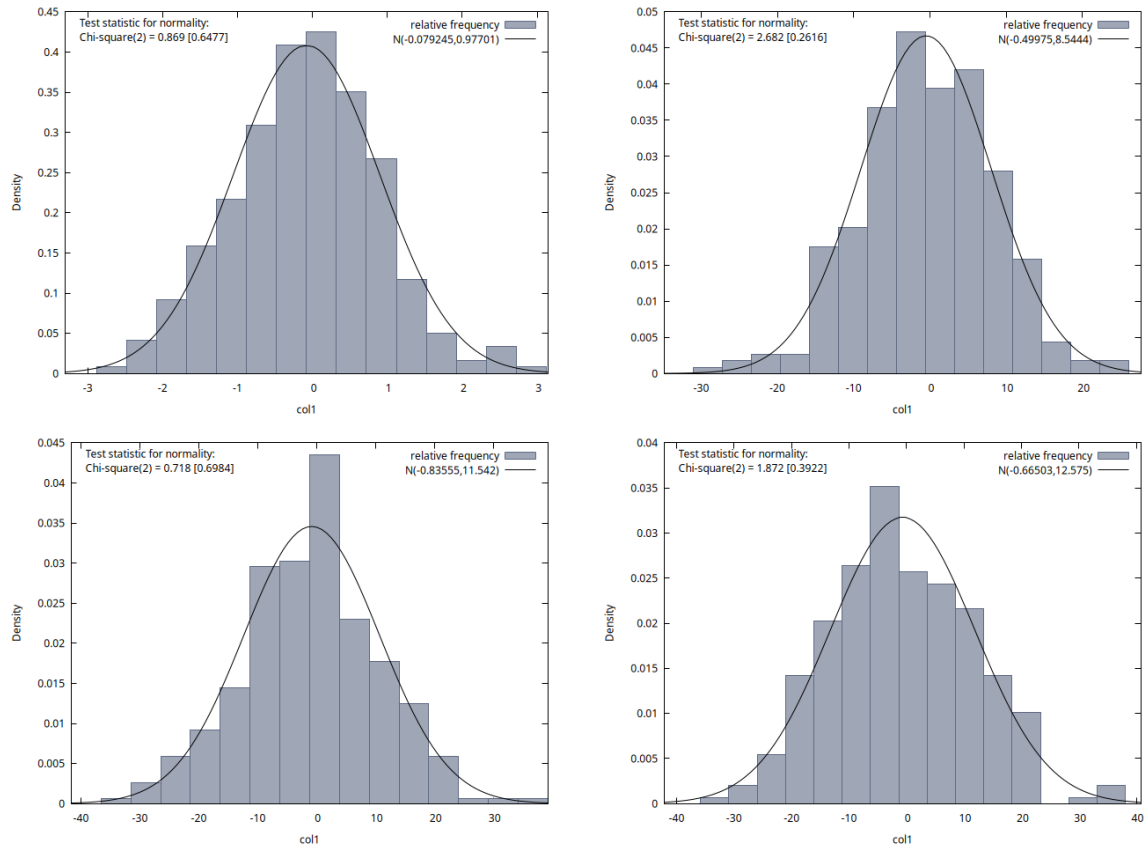 Test statistic for normality:
Chi-square(2) = 0.869 [0.6477]
relative frequency
N(-0.079245,0.97701)
0.45
0.4
0.35
0.3
0.25
0.2
0.15
0.1
0.05
0
Density
-3 -2 -1 0 1 2 3
col1
Test statistic for normality:
Chi-square(2) = 2.682 [0.2616]
relative frequency
N(-0.49975,8.5444)
0.05
0.045
0.04
0.035
0.03
0.025
0.02
0.015
0.01
0.005
0
Density
-30 -20 -10 0 10 20
col1
Test statistic for normality:
Chi-square(2) = 0.718 [0.6984]
relative frequency
N(-0.83555,11.542)
0.045
0.04
0.035
0.03
0.025
0.02
0.015
0.01
0.005
0
Density
-40 -30 -20 -10 0 10 20 30
col1
Test statistic for normality:
Chi-square(2) = 1.872 [0.3922]
relative frequency
N(-0.66503,12.575)
0.04
0.035
0.03
0.025
0.02
0.015
0.01
0.005
0
Density
-40 -30 -20 -10 0 10 20 30 40
col1